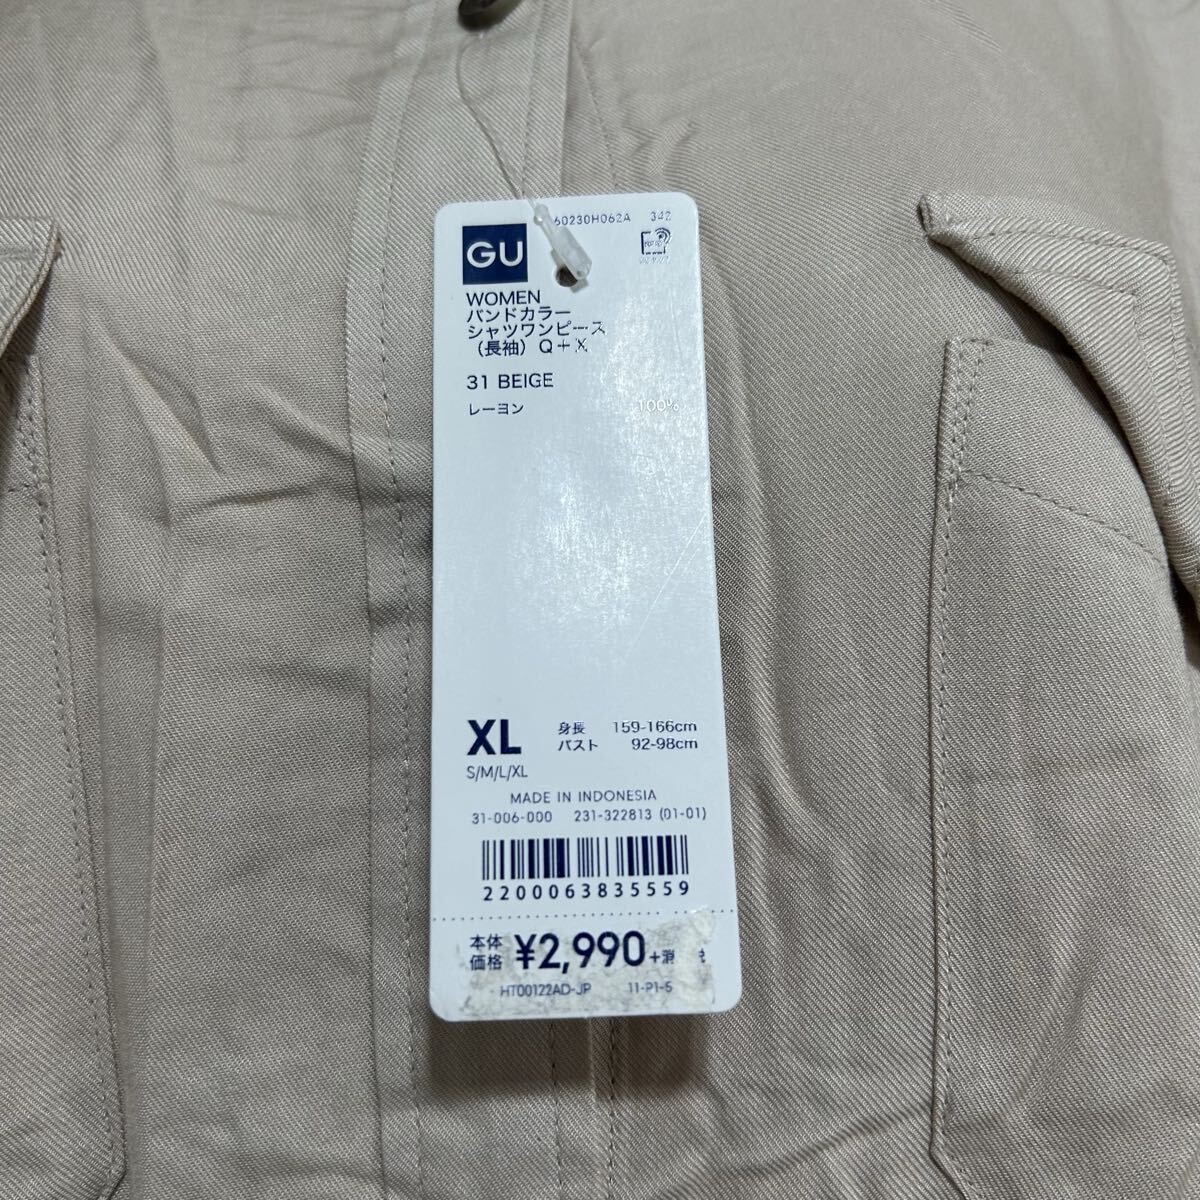 60230H062A 342
GU
WOMEN
バンドカラー
シャツワンピース
（長袖）Q+X
31 BEIGE
レーヨン 100%
XL 身長 159-166cm
バスト 92-98cm
S/M/L/XL
MADE IN INDONESIA
31-006-000 231-322813 (01-01)
2200063835559
本体
価格 ¥2,990 +消 税
HT00122AD-JP 11-P1-5